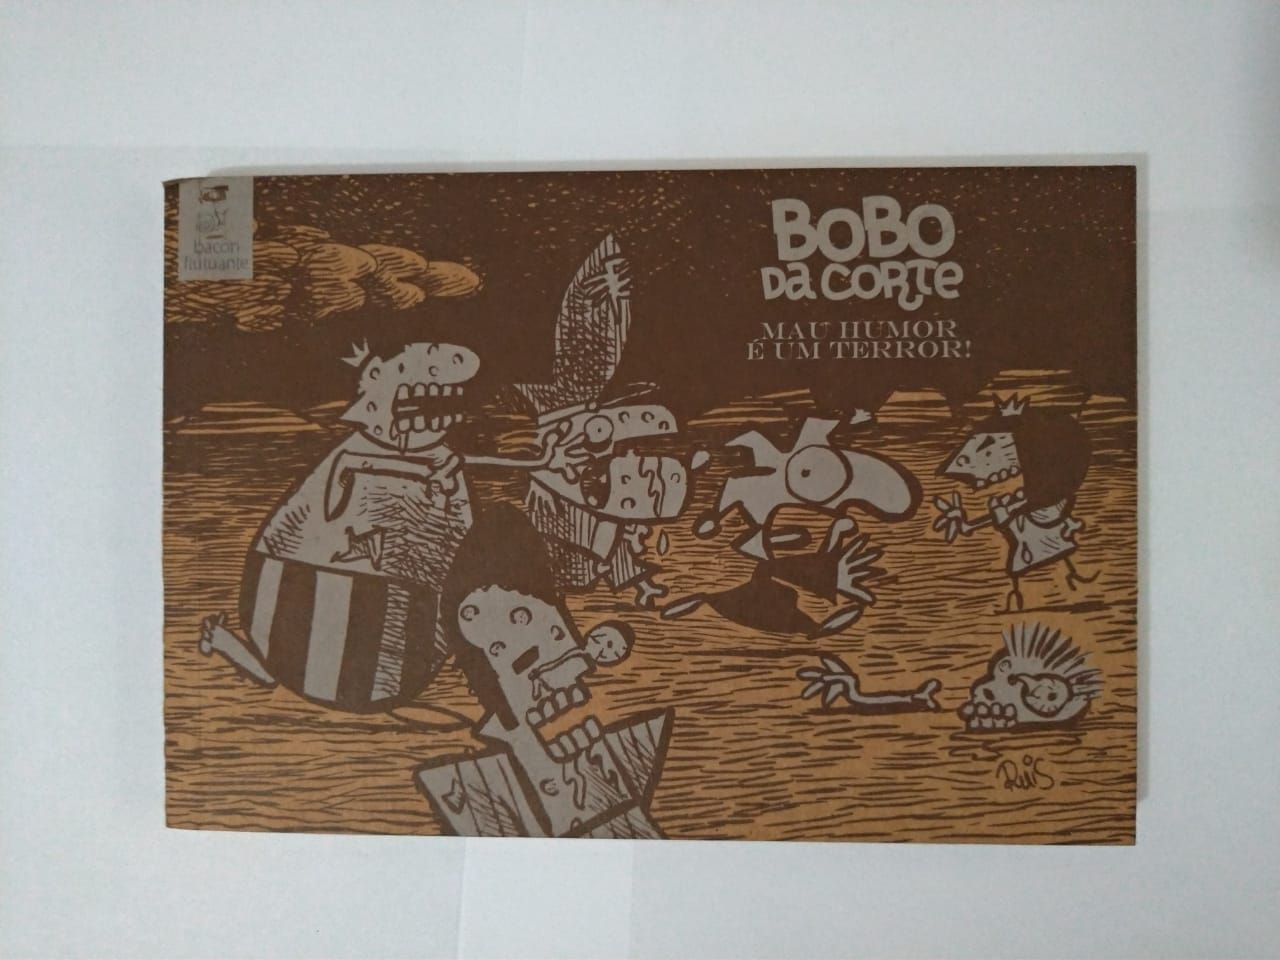 bacon
flutuante
BOBO
Da CORTe
MAU HUMOR
É UM TERROR!
RUIS